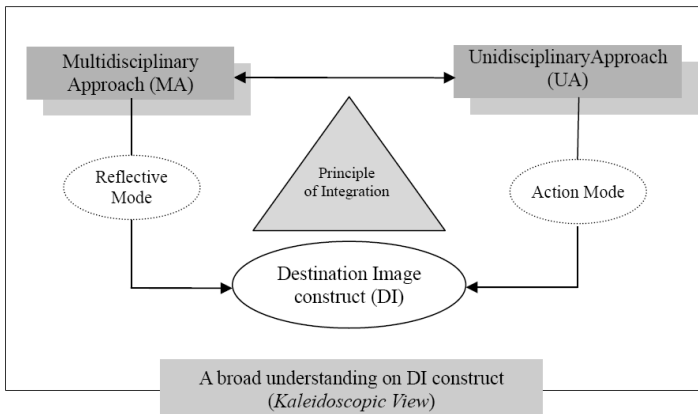 Multidisciplinary
Approach (MA)
UnidisciplinaryApproach
(UA)
Principle
of Integration
Reflective
Mode
Action Mode
Destination Image
construct (DI)
A broad understanding on DI construct
(Kaleidoscopic View)